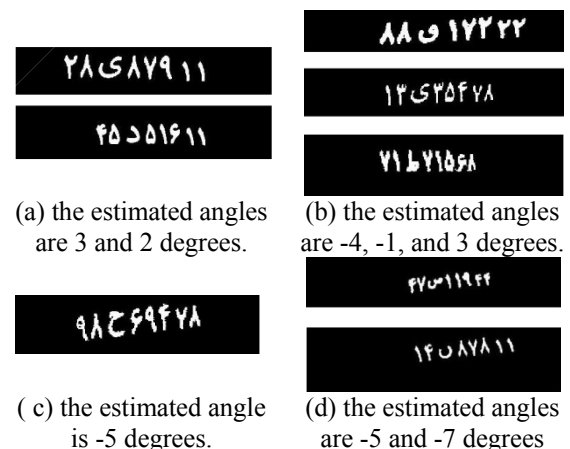 ۲۸ی۸۷۹۱۱
۴۵د۵۱۶۱۱
(a) the estimated angles
are 3 and 2 degrees.
۱۳ی۳۵۴۷۸
۷۱ط۷۱۵۶۸
(b) the estimated angles
are -4, -1, and 3 degrees.
۹۸ج۶۹۴۷۸
( c) the estimated angle
is -5 degrees.
۴۷س۱۱۹۴۴
۱۴ن۸۷۸۱۱
(d) the estimated angles
are -5 and -7 degrees